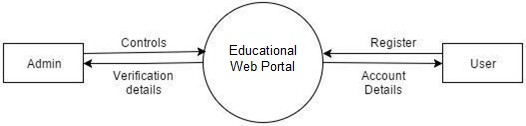 Controls
Admin
Verification
details
Educational
Web Portal
Register
Account
Details
User